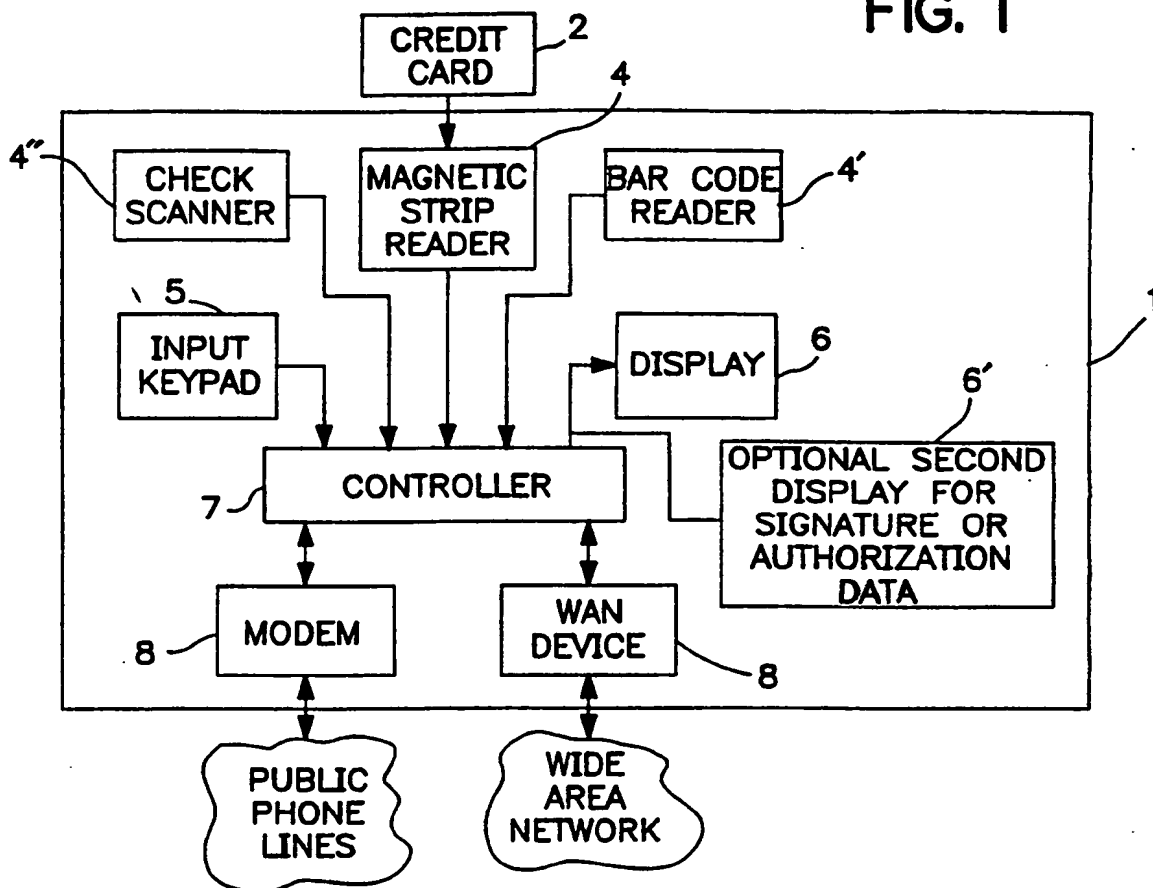 FIG. 1
CREDIT
CARD
2
4
4″
CHECK
SCANNER
MAGNETIC
STRIP
READER
BAR CODE
READER
4′
5
INPUT
KEYPAD
DISPLAY
6
1
6′
CONTROLLER
7
OPTIONAL SECOND
DISPLAY FOR
SIGNATURE OR
AUTHORIZATION
DATA
MODEM
8
WAN
DEVICE
8
PUBLIC
PHONE
LINES
WIDE
AREA
NETWORK